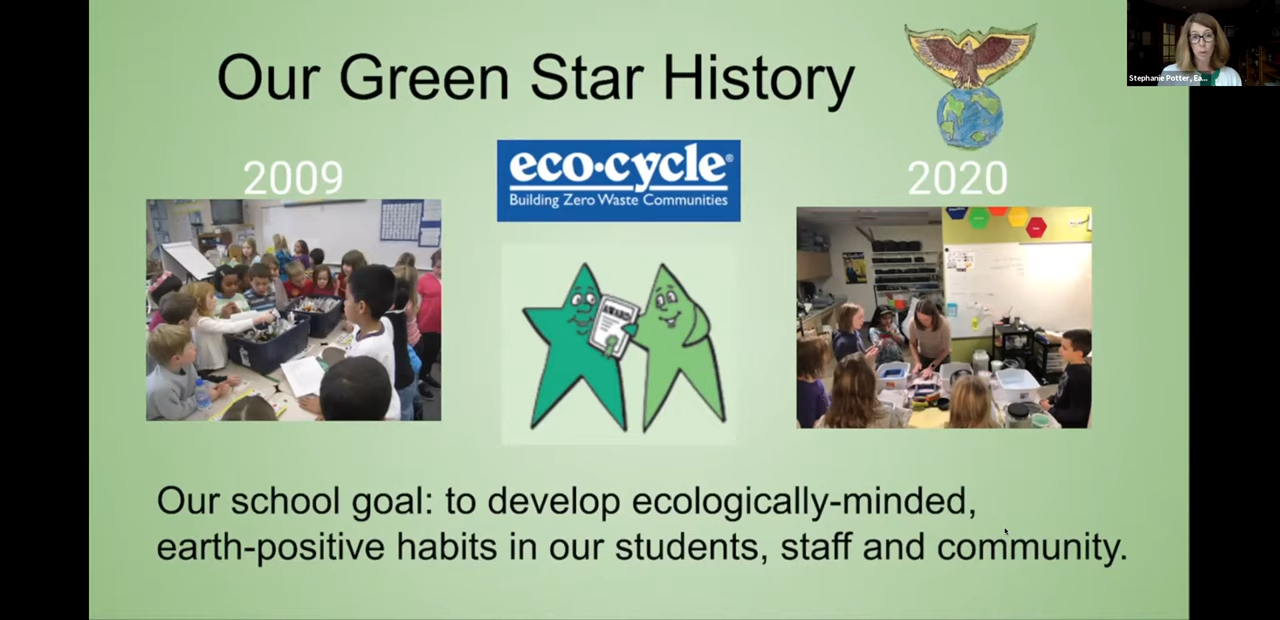 Our Green Star History
Stephanie Potter, Ea...
2009
eco·cycle®
Building Zero Waste Communities
2020
AWARD
Our school goal: to develop ecologically-minded,
earth-positive habits in our students, staff and community.